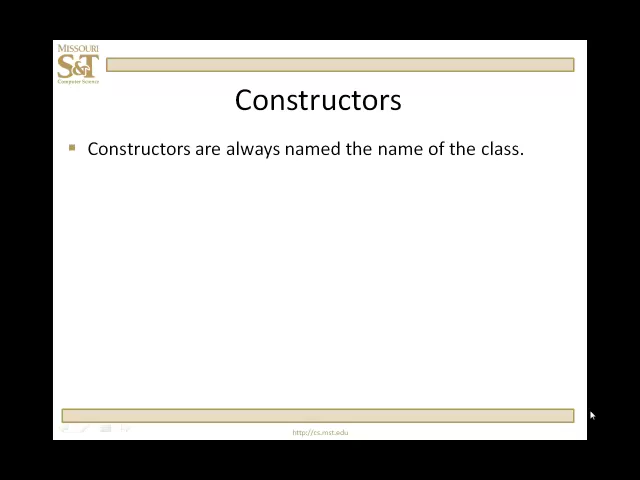 MISSOURI
S&T
Computer Science
Constructors
Constructors are always named the name of the class.
http://cs.mst.edu